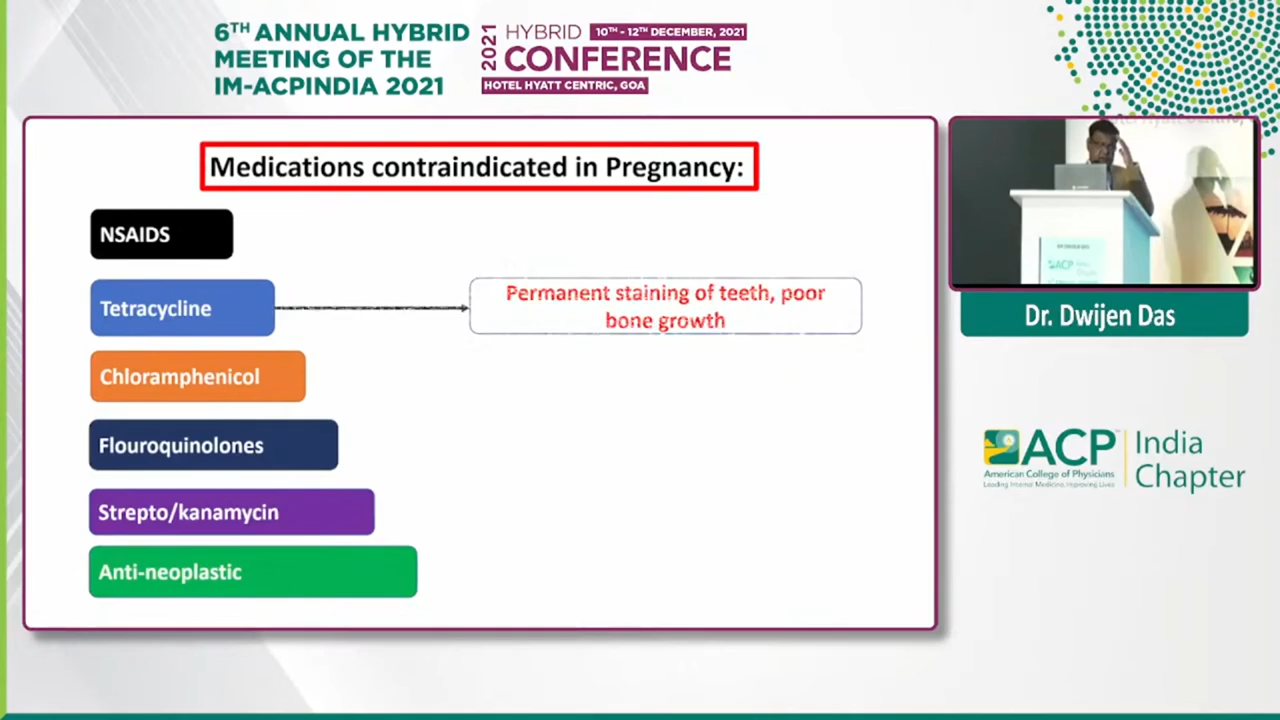 6TH ANNUAL HYBRID
MEETING OF THE
IM-ACPINDIA 2021
2021
HYBRID
10TH - 12TH DECEMBER, 2021
CONFERENCE
HOTEL HYATT CENTRIC, GOA
Medications contraindicated in Pregnancy:
NSAIDS
Tetracycline
Permanent staining of teeth, poor
bone growth
Chloramphenicol
Flouroquinolones
Strepto/kanamycin
Anti-neoplastic
ACP
Dr. Dwijen Das
ACP
American College of Physicians
Leading Internal Medicine, Improving Lives
India
Chapter